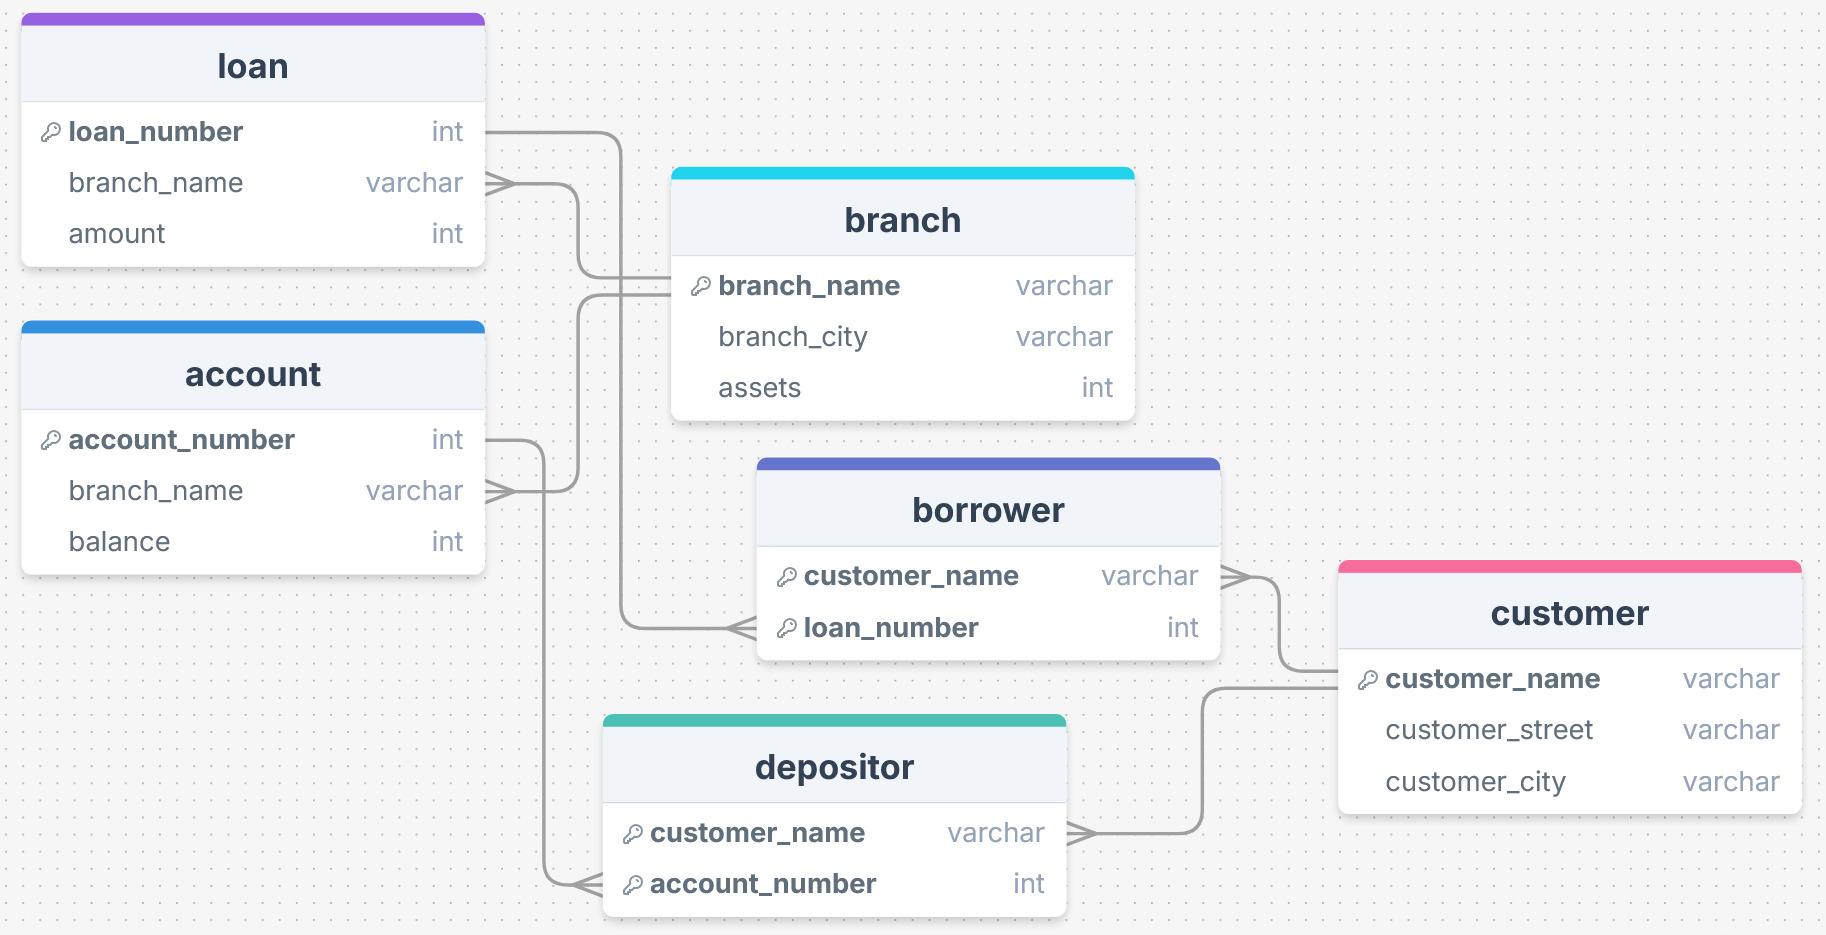 loan
loan_number int
branch_name varchar
amount int
account
account_number int
branch_name varchar
balance int
branch
branch_name varchar
branch_city varchar
assets int
borrower
customer_name varchar
loan_number int
depositor
customer_name varchar
account_number int
customer
customer_name varchar
customer_street varchar
customer_city varchar